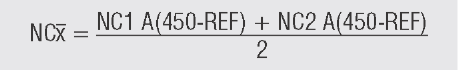 NCx̅ = NC1 A(450-REF) + NC2 A(450-REF)
2